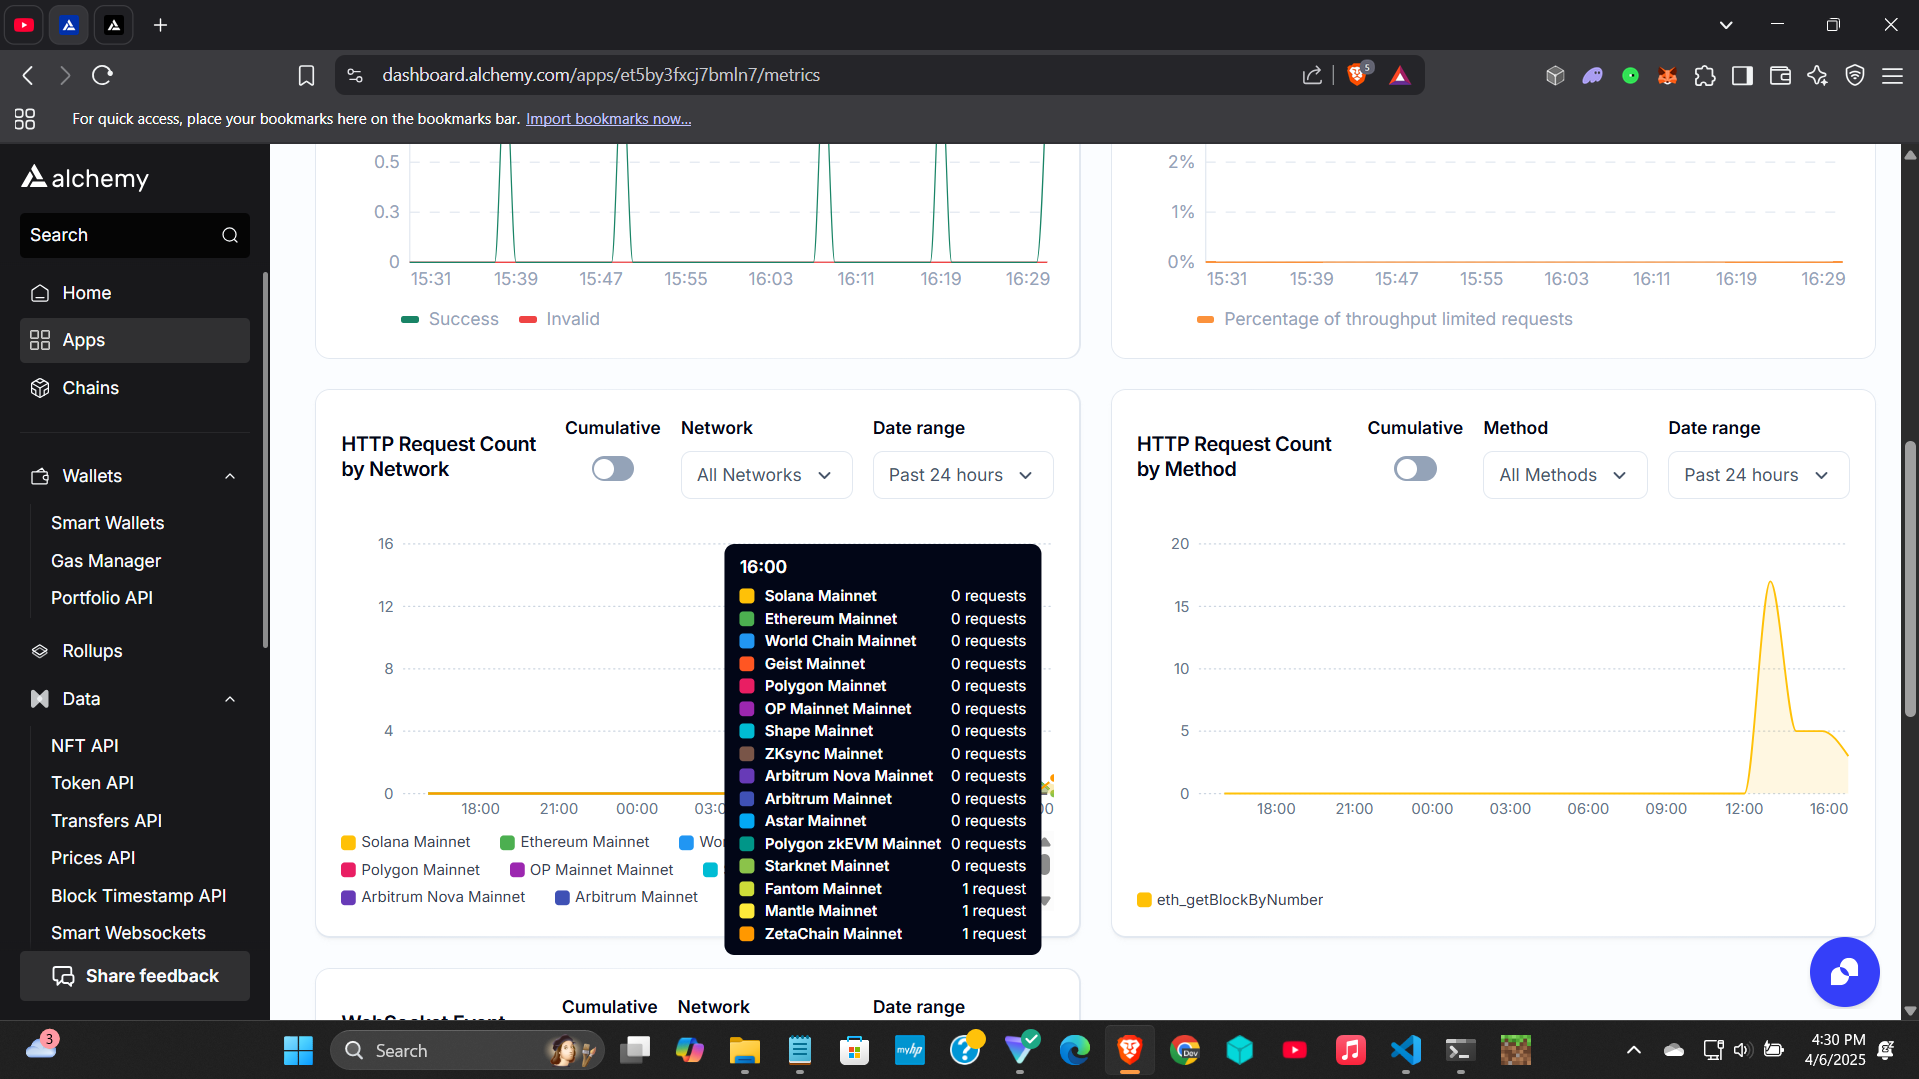 dashboard.alchemy.com/apps/et5by3fxcj7bmln7/metrics
5
For quick access, place your bookmarks here on the bookmarks bar. Import bookmarks now...
alchemy
Search
Home
Apps
Chains
Wallets
Smart Wallets
Gas Manager
Portfolio API
Rollups
Data
NFT API
Token API
Transfers API
Prices API
Block Timestamp API
Smart Websockets
Share feedback
0.5
0.3
0
15:31 15:39 15:47 15:55 16:03 16:11 16:19 16:29
Success Invalid
2%
1%
0%
15:31 15:39 15:47 15:55 16:03 16:11 16:19 16:29
Percentage of throughput limited requests
HTTP Request Count
by Network
Cumulative Network Date range
All Networks Past 24 hours
16
12
8
4
0
18:00 21:00 00:00 03:0 :00
Solana Mainnet Ethereum Mainnet Wor
Polygon Mainnet OP Mainnet Mainnet
Arbitrum Nova Mainnet Arbitrum Mainnet
16:00
Solana Mainnet 0 requests
Ethereum Mainnet 0 requests
World Chain Mainnet 0 requests
Geist Mainnet 0 requests
Polygon Mainnet 0 requests
OP Mainnet Mainnet 0 requests
Shape Mainnet 0 requests
ZKsync Mainnet 0 requests
Arbitrum Nova Mainnet 0 requests
Arbitrum Mainnet 0 requests
Astar Mainnet 0 requests
Polygon zkEVM Mainnet 0 requests
Starknet Mainnet 0 requests
Fantom Mainnet 1 request
Mantle Mainnet 1 request
ZetaChain Mainnet 1 request
HTTP Request Count
by Method
Cumulative Method Date range
All Methods Past 24 hours
20
15
10
5
0
18:00 21:00 00:00 03:00 06:00 09:00 12:00 16:00
eth_getBlockByNumber
WebSocket Event
Cumulative Network Date range
3
Search
myhp
Dev
4:30 PM
4/6/2025